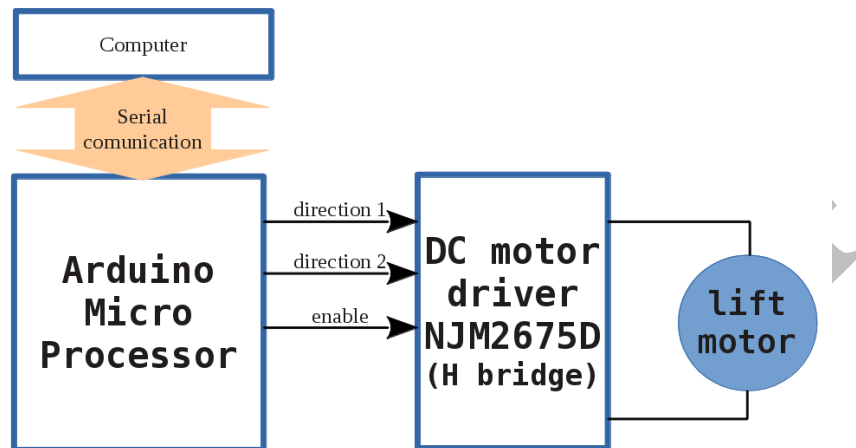 Computer
Serial
comunication
direction 1
direction 2
enable
Arduino
Micro
Processor
DC motor
driver
NJM2675D
(H bridge)
lift
motor